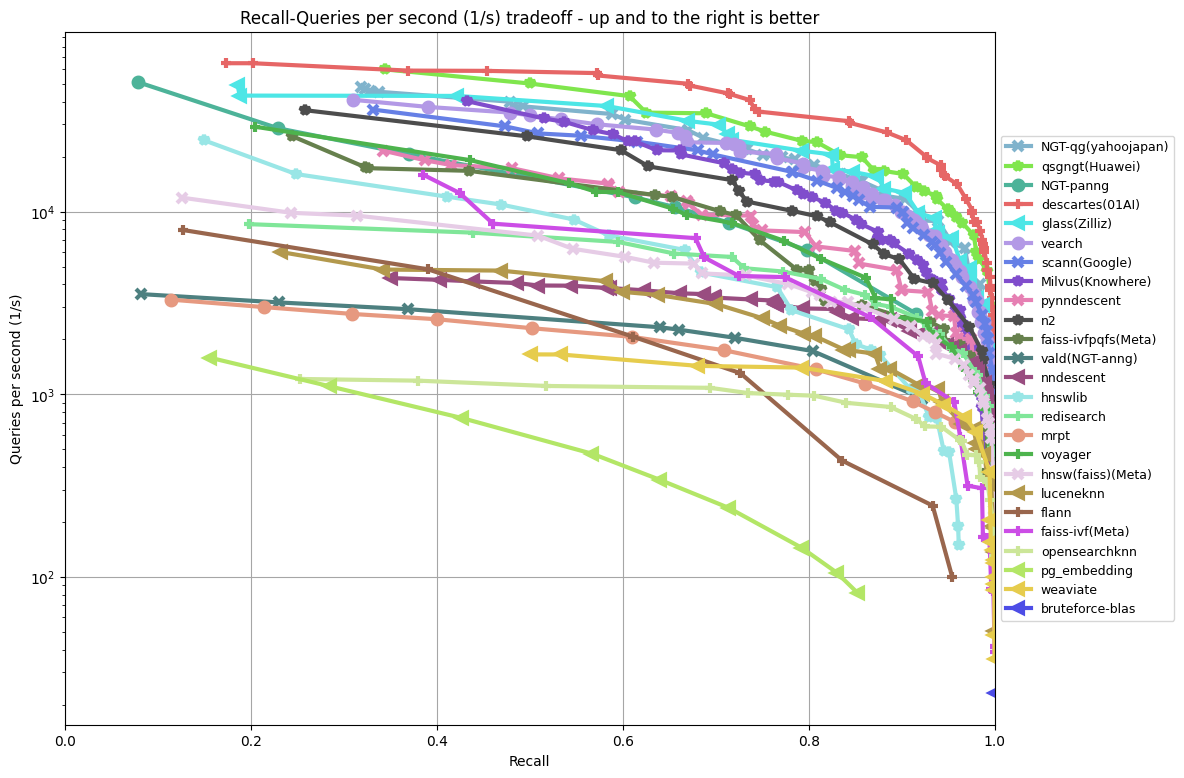 Recall-Queries per second (1/s) tradeoff - up and to the right is better
Queries per second (1/s)
10^4
10^3
10^2
0.0
0.2
0.4
0.6
0.8
1.0
Recall
NGT-qg(yahoojapan)
qsgngt(Huawei)
NGT-panng
descartes(01AI)
glass(Zilliz)
vearch
scann(Google)
Milvus(Knowhere)
pynndescent
n2
faiss-ivfpqfs(Meta)
vald(NGT-anng)
nndescent
hnswlib
redisearch
mrpt
voyager
hnsw(faiss)(Meta)
luceneknn
flann
faiss-ivf(Meta)
opensearchknn
pg_embedding
weaviate
bruteforce-blas